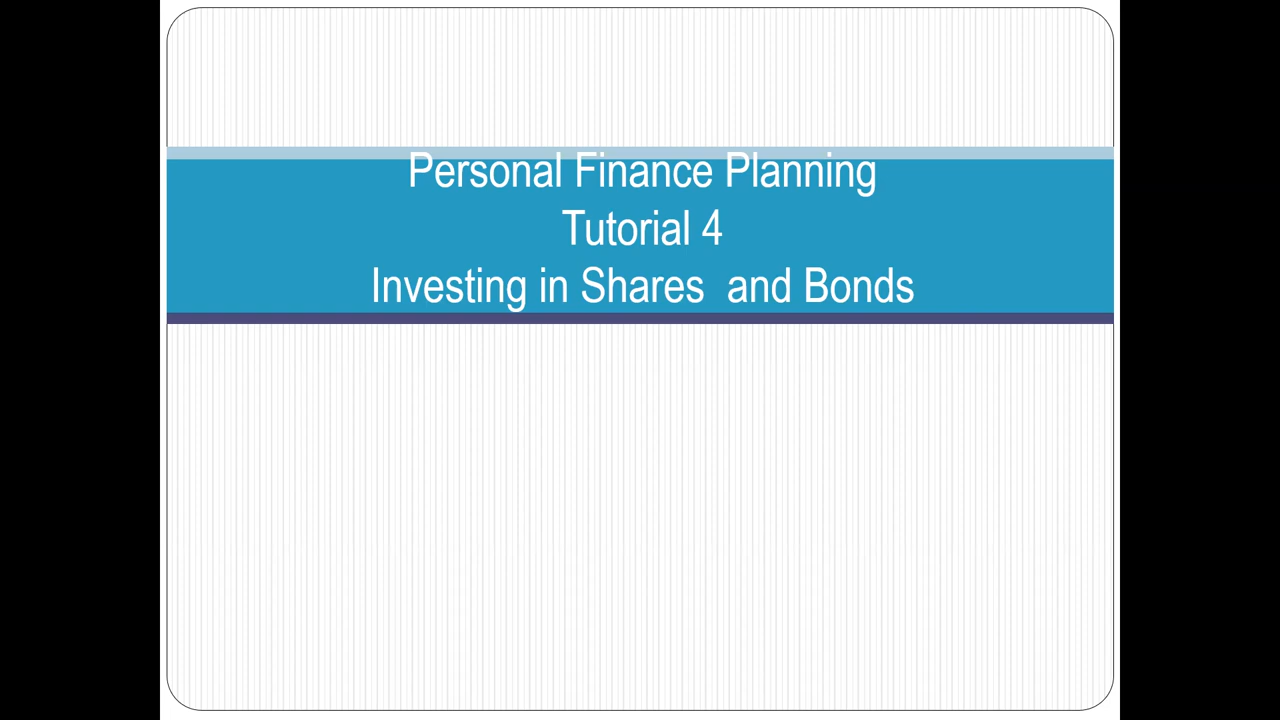 Personal Finance Planning
Tutorial 4
Investing in Shares  and Bonds